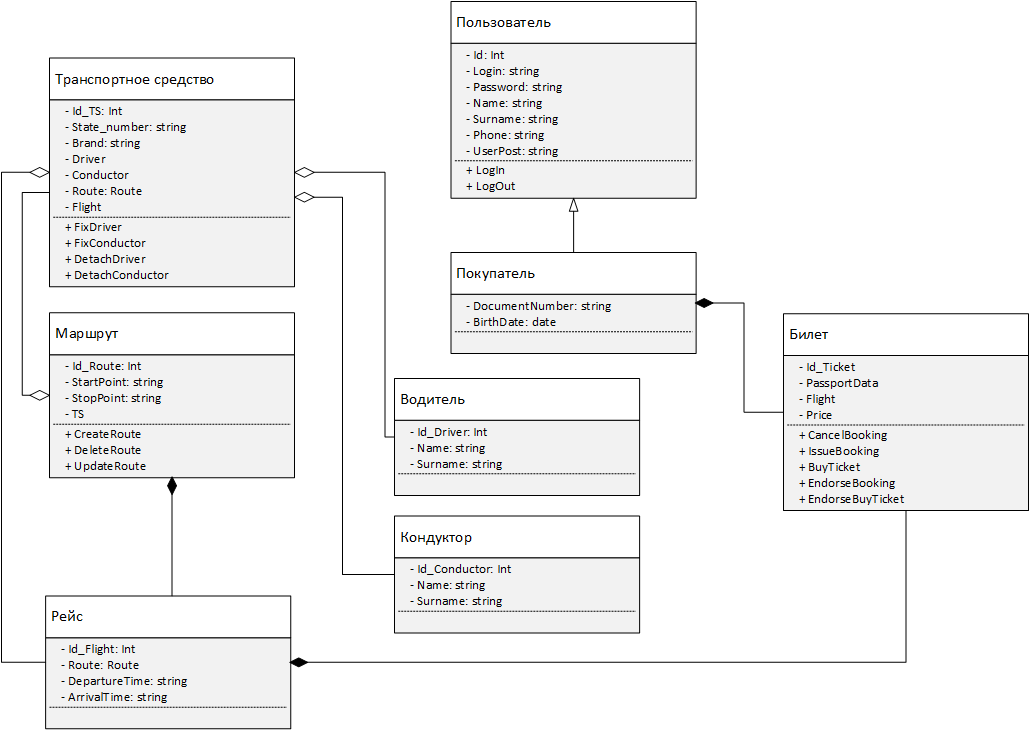 Пользователь
- Id: Int
- Login: string
- Password: string
- Name: string
- Surname: string
- Phone: string
- UserPost: string
+ LogIn
+ LogOut
Транспортное средство
- Id_TS: Int
- State_number: string
- Brand: string
- Driver
- Conductor
- Route: Route
- Flight
+ FixDriver
+ FixConductor
+ DetachDriver
+ DetachConductor
Покупатель
- DocumentNumber: string
- BirthDate: date
Маршрут
- Id_Route: Int
- StartPoint: string
- StopPoint: string
- TS
+ CreateRoute
+ DeleteRoute
+ UpdateRoute
Билет
- Id_Ticket
- PassportData
- Flight
- Price
+ CancelBooking
+ IssueBooking
+ BuyTicket
+ EndorseBooking
+ EndorseBuyTicket
Водитель
- Id_Driver: Int
- Name: string
- Surname: string
Кондуктор
- Id_Conductor: Int
- Name: string
- Surname: string
Рейс
- Id_Flight: Int
- Route: Route
- DepartureTime: string
- ArrivalTime: string